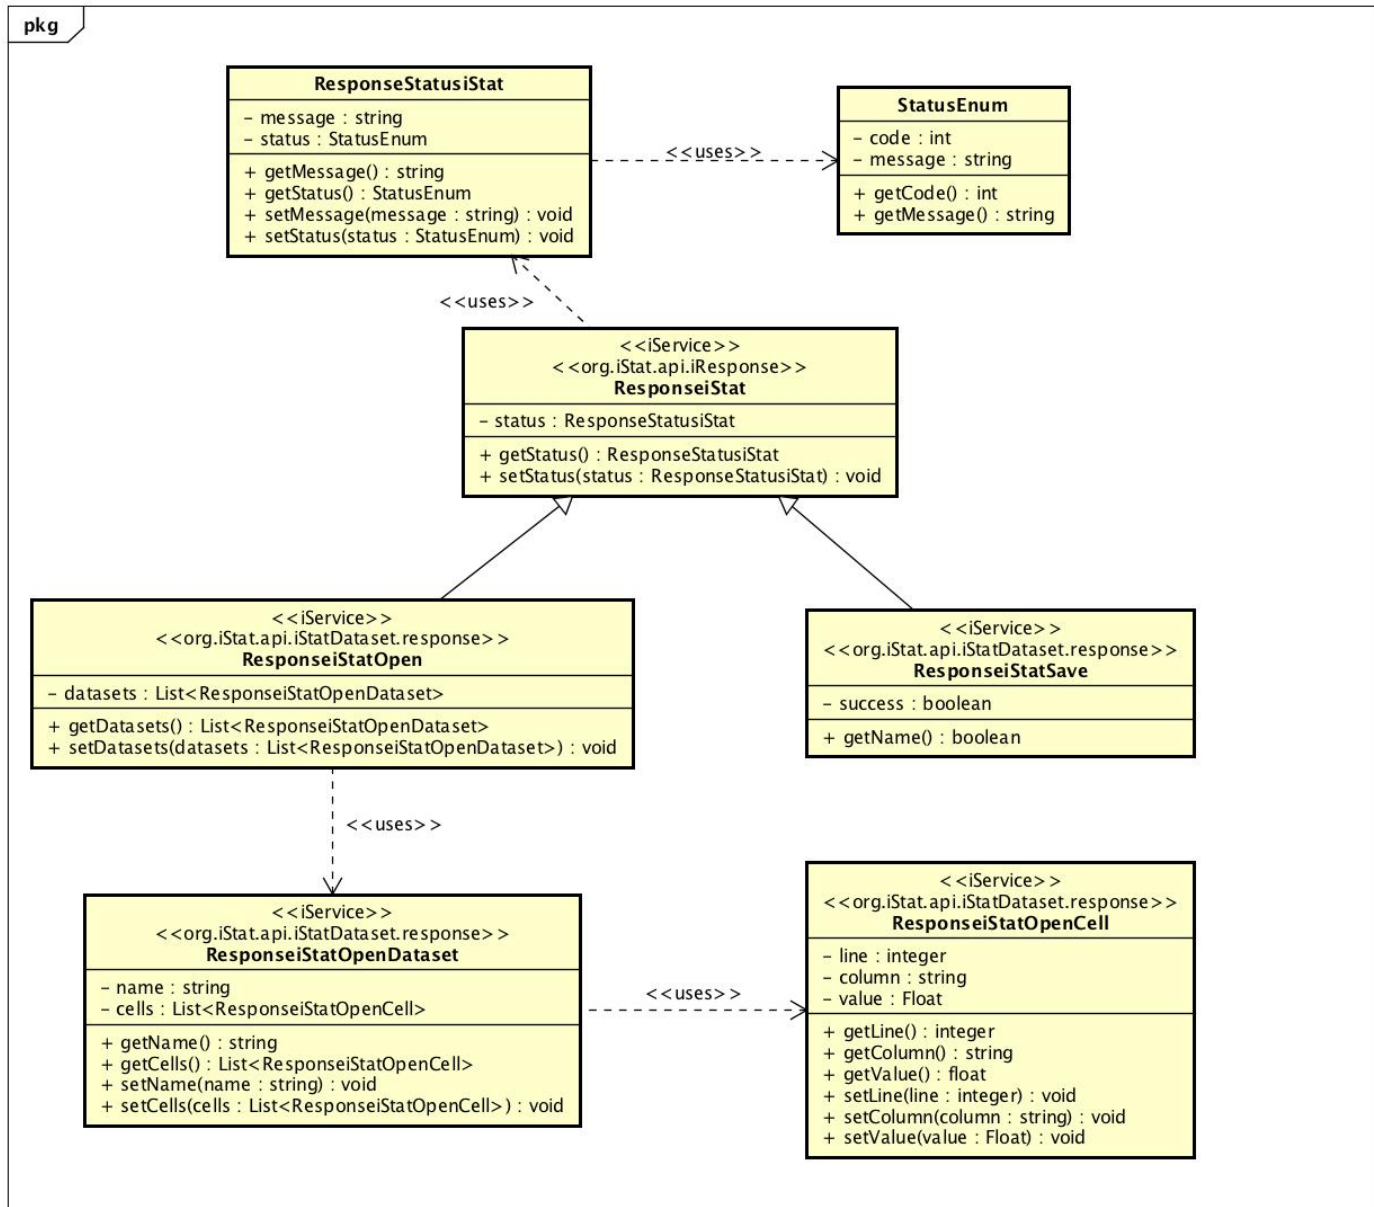 pkg
ResponseStatusiStat
– message : string
– status : StatusEnum
+ getMessage() : string
+ getStatus() : StatusEnum
+ setMessage(message : string) : void
+ setStatus(status : StatusEnum) : void
<<uses>>
StatusEnum
– code : int
– message : string
+ getCode() : int
+ getMessage() : string
<<uses>>
<<iService>>
<<org.iStat.api.iResponse>>
ResponseiStat
– status : ResponseStatusiStat
+ getStatus() : ResponseStatusiStat
+ setStatus(status : ResponseStatusiStat) : void
<<iService>>
<<org.iStat.api.iStatDataset.response>>
ResponseiStatOpen
– datasets : List<ResponseiStatOpenDataset>
+ getDatasets() : List<ResponseiStatOpenDataset>
+ setDatasets(datasets : List<ResponseiStatOpenDataset>) : void
<<iService>>
<<org.iStat.api.iStatDataset.response>>
ResponseiStatSave
– success : boolean
+ getName() : boolean
<<uses>>
<<iService>>
<<org.iStat.api.iStatDataset.response>>
ResponseiStatOpenDataset
– name : string
– cells : List<ResponseiStatOpenCell>
+ getName() : string
+ getCells() : List<ResponseiStatOpenCell>
+ setName(name : string) : void
+ setCells(cells : List<ResponseiStatOpenCell>) : void
<<uses>>
<<iService>>
<<org.iStat.api.iStatDataset.response>>
ResponseiStatOpenCell
– line : integer
– column : string
– value : Float
+ getLine() : integer
+ getColumn() : string
+ getValue() : float
+ setLine(line : integer) : void
+ setColumn(column : string) : void
+ setValue(value : Float) : void